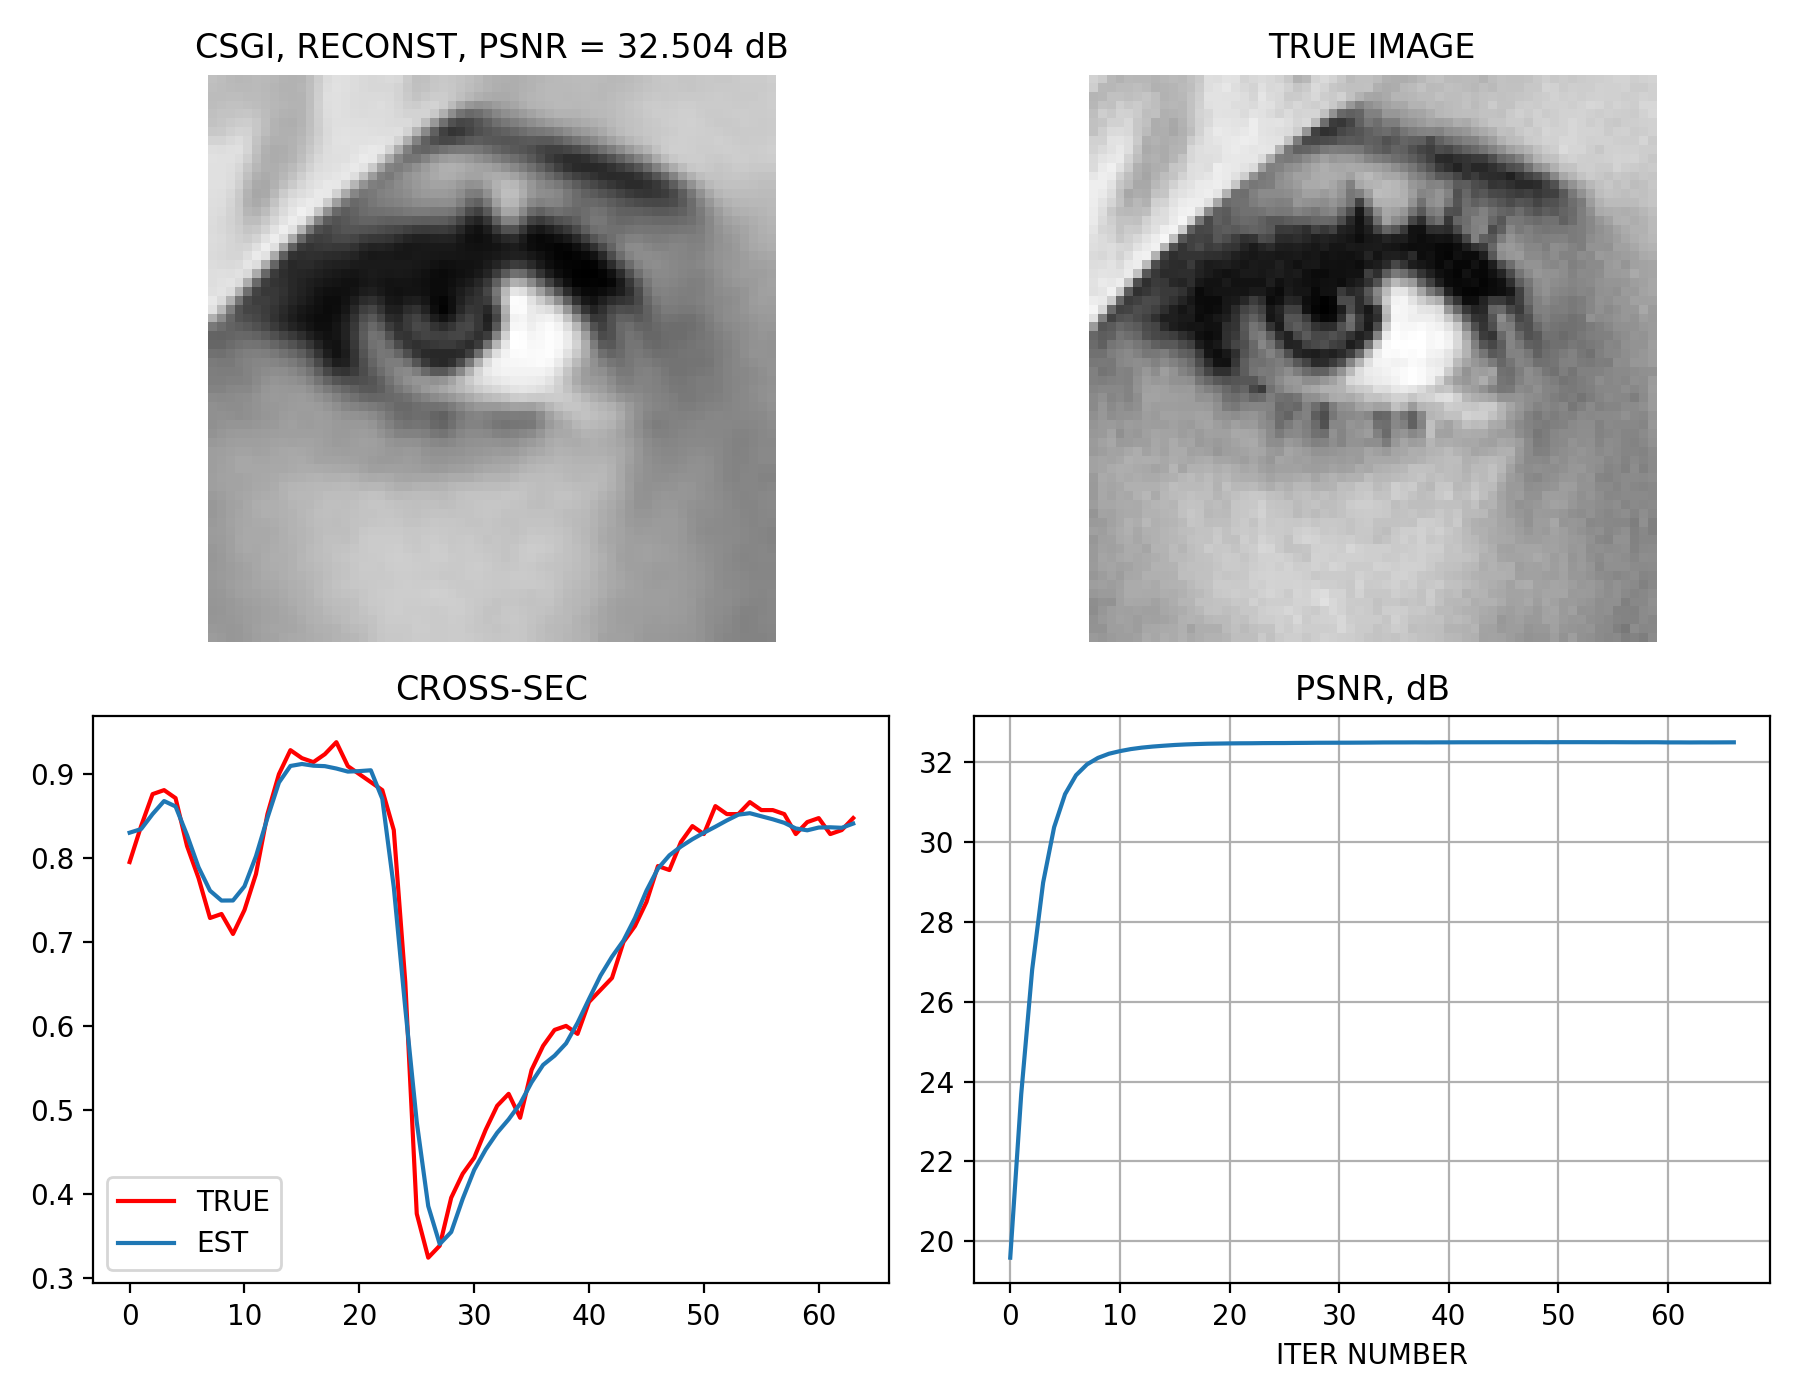 CSGI, RECONST, PSNR = 32.504 dB
TRUE IMAGE
CROSS-SEC
0.9
0.8
0.7
0.6
0.5
0.4
0.3
0 10 20 30 40 50 60
TRUE
EST
PSNR, dB
32
30
28
26
24
22
20
0 10 20 30 40 50 60
ITER NUMBER